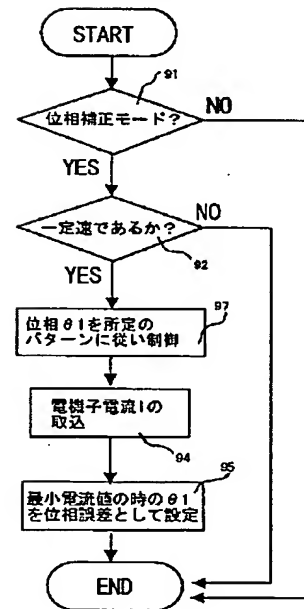 START
91
位相補正モード?
NO
YES
一定速であるか?
NO
92
YES
位相θ1を所定の
パターンに従い制御
97
電機子電流Iの
取込
94
最小電流値の時のθ1
を位相誤差として設定
95
END